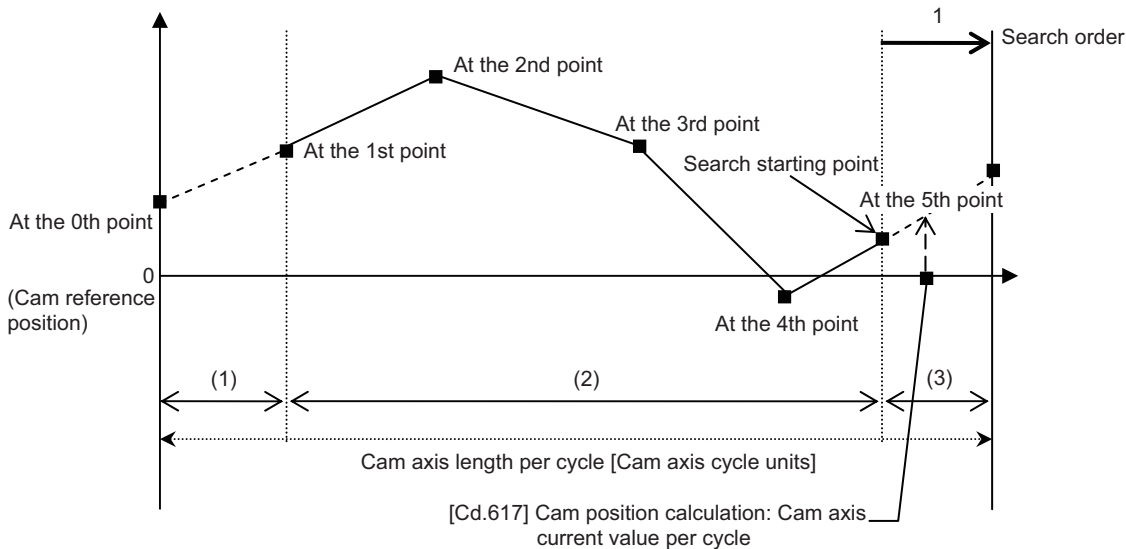 1
Search order
At the 2nd point
At the 3rd point
At the 1st point
Search starting point
At the 5th point
At the 0th point
0
(Cam reference
position)
At the 4th point
(1)
(2)
(3)
Cam axis length per cycle [Cam axis cycle units]
[Cd.617] Cam position calculation: Cam axis
current value per cycle